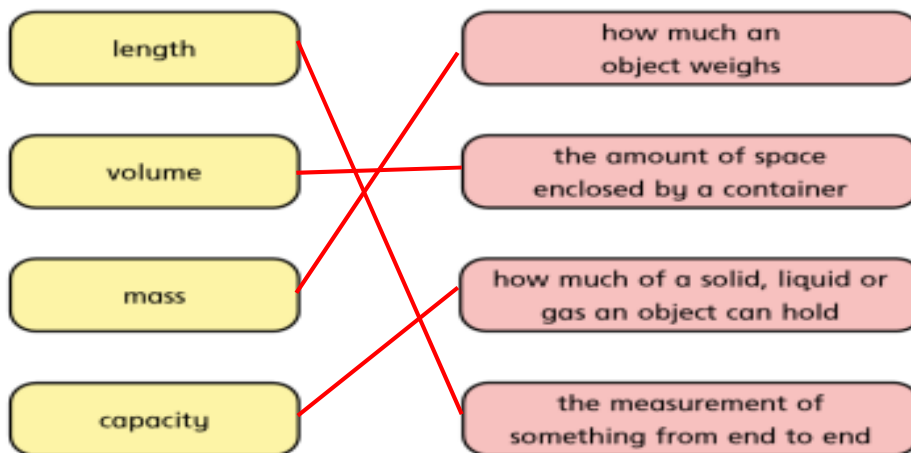 length
how much an
object weighs
volume
the amount of space
enclosed by a container
mass
how much of a solid, liquid or
gas an object can hold
capacity
the measurement of
something from end to end